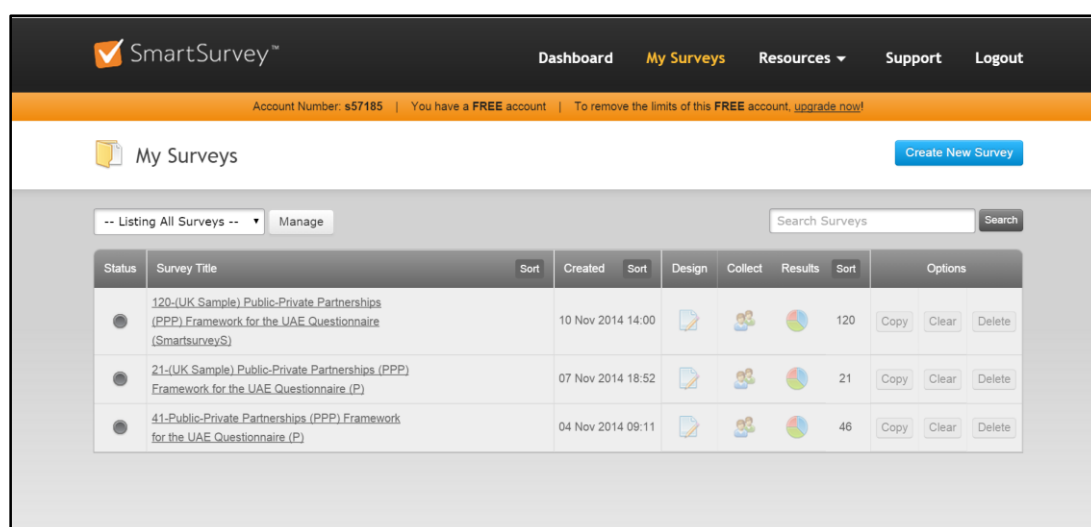 SmartSurvey™
Dashboard My Surveys Resources Support Logout
Account Number: s57185 | You have a FREE account | To remove the limits of this FREE account, upgrade now!
My Surveys
Create New Survey
-- Listing All Surveys -- Manage Search Surveys Search
Status Survey Title Sort Created Sort Design Collect Results Sort Options
120-(UK Sample) Public-Private Partnerships
(PPP) Framework for the UAE Questionnaire
(SmartsurveyS)
10 Nov 2014 14:00 120 Copy Clear Delete
21-(UK Sample) Public-Private Partnerships (PPP)
Framework for the UAE Questionnaire (P)
07 Nov 2014 18:52 21 Copy Clear Delete
41-Public-Private Partnerships (PPP) Framework
for the UAE Questionnaire (P)
04 Nov 2014 09:11 46 Copy Clear Delete